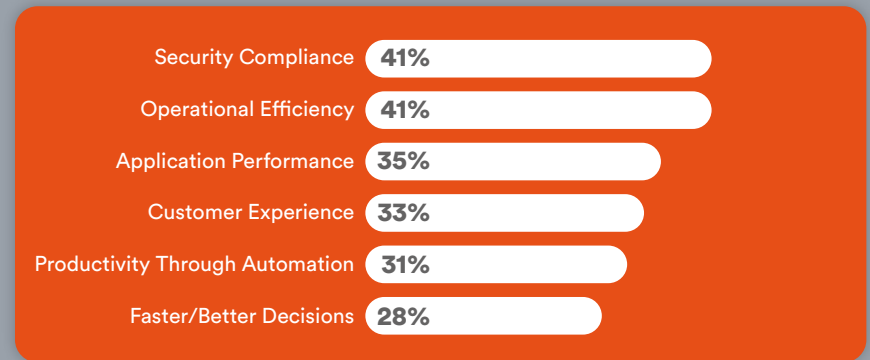 Security Compliance 41%
Operational Efficiency 41%
Application Performance 35%
Customer Experience 33%
Productivity Through Automation 31%
Faster/Better Decisions 28%